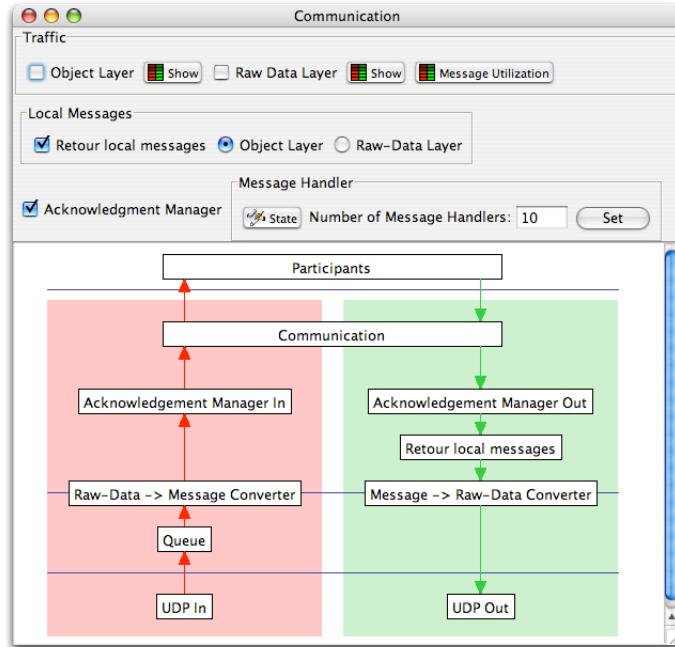 Communication
Traffic
Object Layer Show Raw Data Layer Show Message Utilization
Local Messages
Retour local messages Object Layer Raw-Data Layer
Message Handler
Acknowledgment Manager State Number of Message Handlers: 10 Set
Participants
Communication
Acknowledgement Manager In Acknowledgement Manager Out
Retour local messages
Raw-Data -> Message Converter Message -> Raw-Data Converter
Queue
UDP In UDP Out